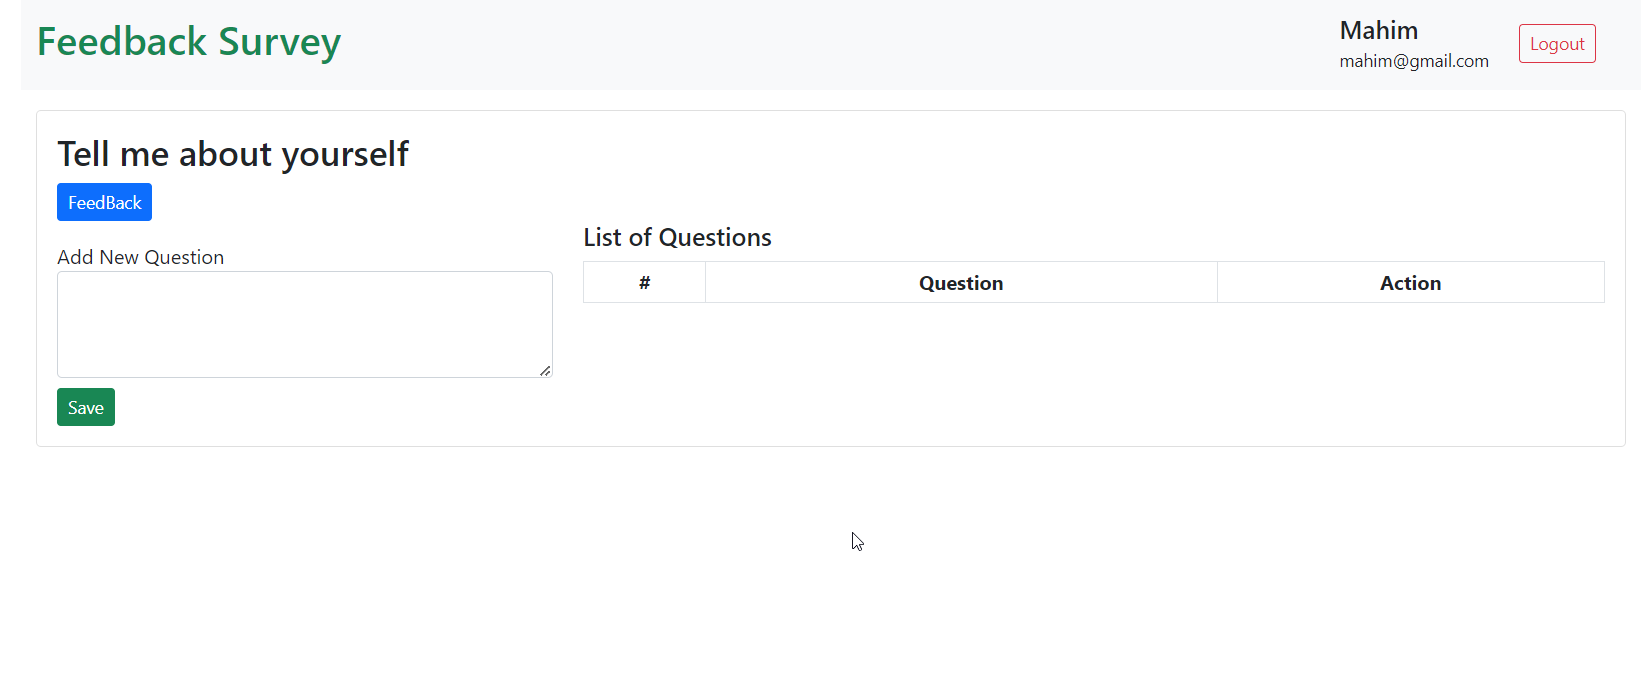 Feedback Survey
Mahim
mahim@gmail.com
Logout
Tell me about yourself
FeedBack
Add New Question
Save
List of Questions
# Question Action